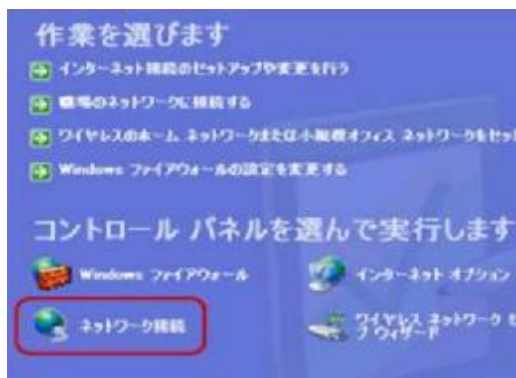 作業を選びます
インターネット接続のセットアップや変更を行う
職場のネットワークに接続する
ワイヤレスのホーム ネットワークまたは小規模オフィス ネットワークをセット
Windows ファイアウォールの設定を変更する
コントロール パネルを選んで実行します
Windows ファイアウォール
インターネット オプション
ネットワーク接続
ワイヤレス ネットワーク セ
プ ウィザード